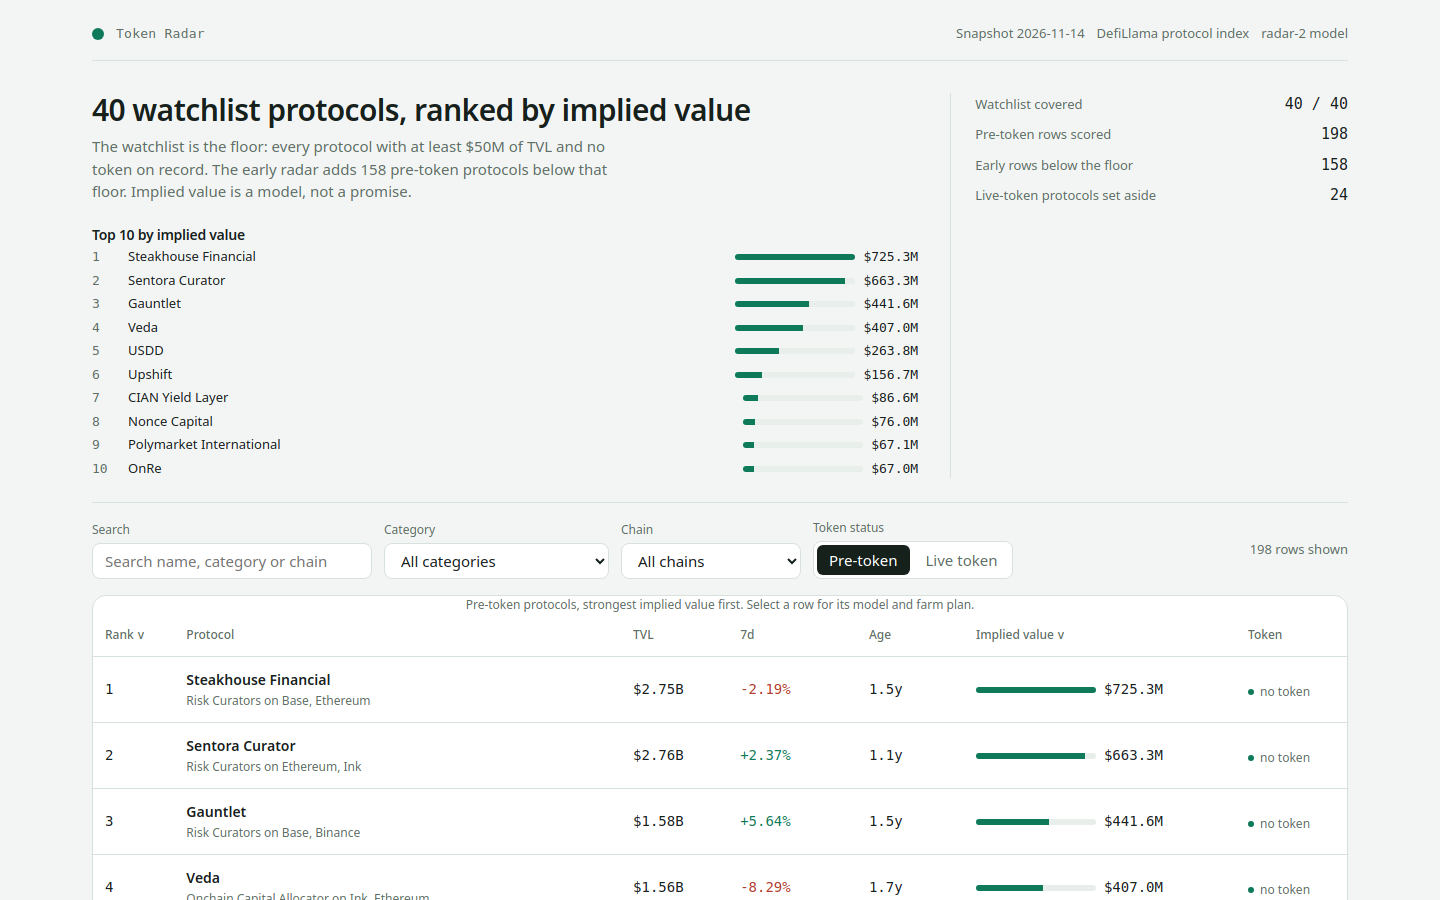 Token Radar
Snapshot 2026-11-14 DefiLlama protocol index radar-2 model
40 watchlist protocols, ranked by implied value
The watchlist is the floor: every protocol with at least $50M of TVL and no
token on record. The early radar adds 158 pre-token protocols below that
floor. Implied value is a model, not a promise.
Watchlist covered 40 / 40
Pre-token rows scored 198
Early rows below the floor 158
Live-token protocols set aside 24
Top 10 by implied value
1 Steakhouse Financial $725.3M
2 Sentora Curator $663.3M
3 Gauntlet $441.6M
4 Veda $407.0M
5 USDD $263.8M
6 Upshift $156.7M
7 CIAN Yield Layer $86.6M
8 Nonce Capital $76.0M
9 Polymarket International $67.1M
10 OnRe $67.0M
Search Category Chain Token status
Search name, category or chain All categories All chains Pre-token Live token 198 rows shown
Pre-token protocols, strongest implied value first. Select a row for its model and farm plan.
Rank v Protocol TVL 7d Age Implied value v Token
1 Steakhouse Financial $2.75B -2.19% 1.5y $725.3M no token
Risk Curators on Base, Ethereum
2 Sentora Curator $2.76B +2.37% 1.1y $663.3M no token
Risk Curators on Ethereum, Ink
3 Gauntlet $1.58B +5.64% 1.5y $441.6M no token
Risk Curators on Base, Binance
4 Veda $1.56B -8.29% 1.7y $407.0M no token
Onchain Capital Allocator on Ink, Ethereum